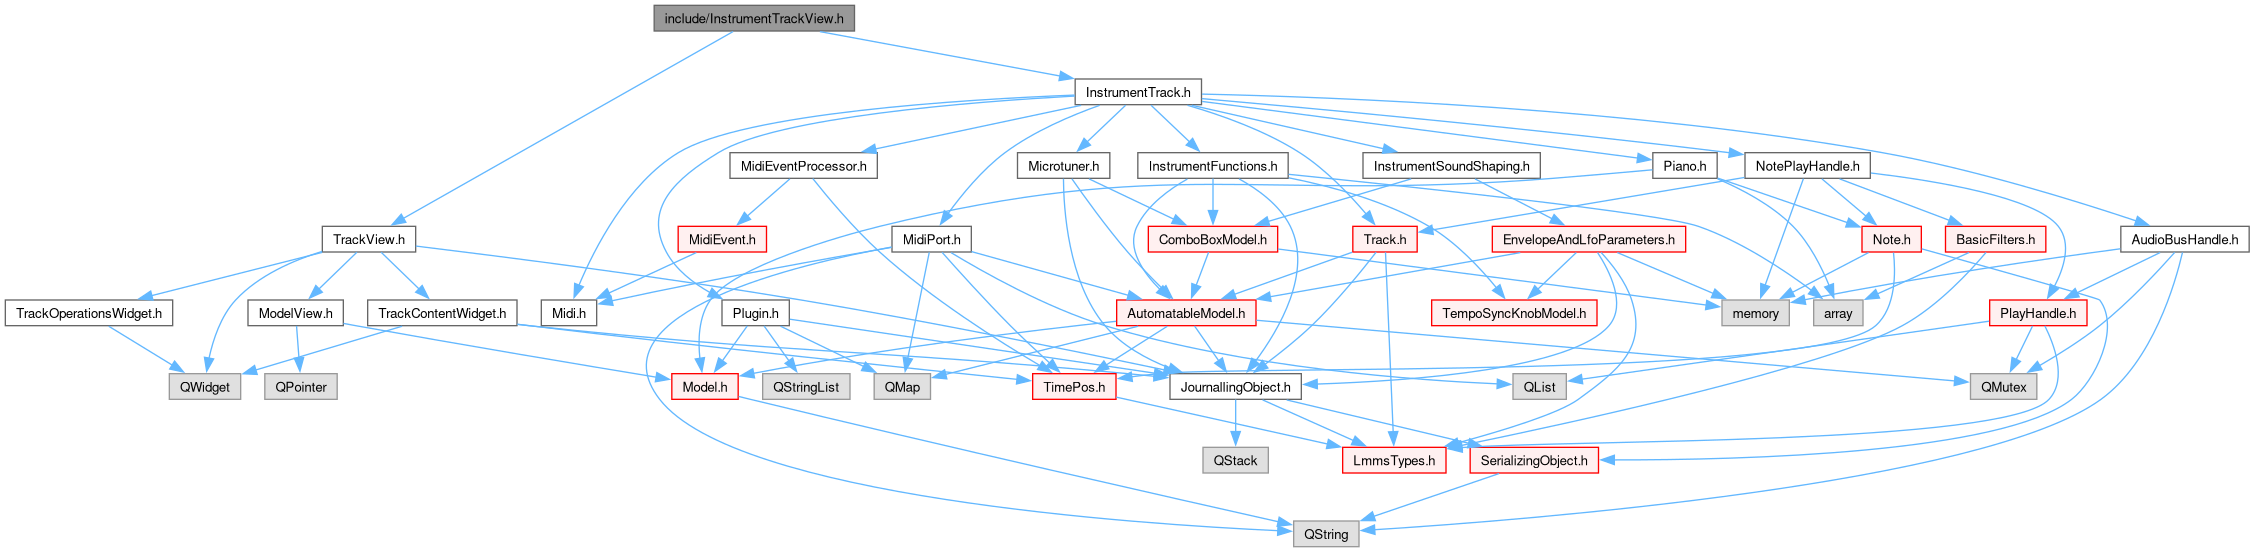 include/InstrumentTrackView.h
InstrumentTrack.h
MidiEventProcessor.h
Microtuner.h
InstrumentFunctions.h
InstrumentSoundShaping.h
Piano.h
NotePlayHandle.h
TrackView.h
MidiEvent.h
MidiPort.h
ComboBoxModel.h
Track.h
EnvelopeAndLfoParameters.h
Note.h
BasicFilters.h
AudioBusHandle.h
TrackOperationsWidget.h
ModelView.h
TrackContentWidget.h
Midi.h
Plugin.h
AutomatableModel.h
TempoSyncKnobModel.h
memory
array
PlayHandle.h
QWidget
QPointer
Model.h
QStringList
QMap
TimePos.h
JournallingObject.h
QList
QMutex
QStack
LmmsTypes.h
SerializingObject.h
QString